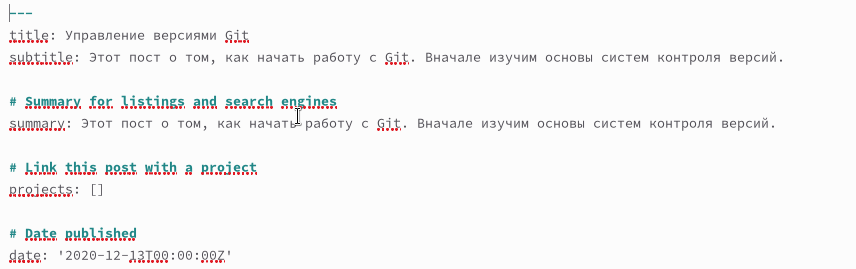 ---
title: Управление версиями Git
subtitle: Этот пост о том, как начать работу с Git. Вначале изучим основы систем контроля версий.
# Summary for listings and search engines
summary: Этот пост о том, как начать работу с Git. Вначале изучим основы систем контроля версий.
# Link this post with a project
projects: []
# Date published
date: '2020-12-13T00:00:00Z'